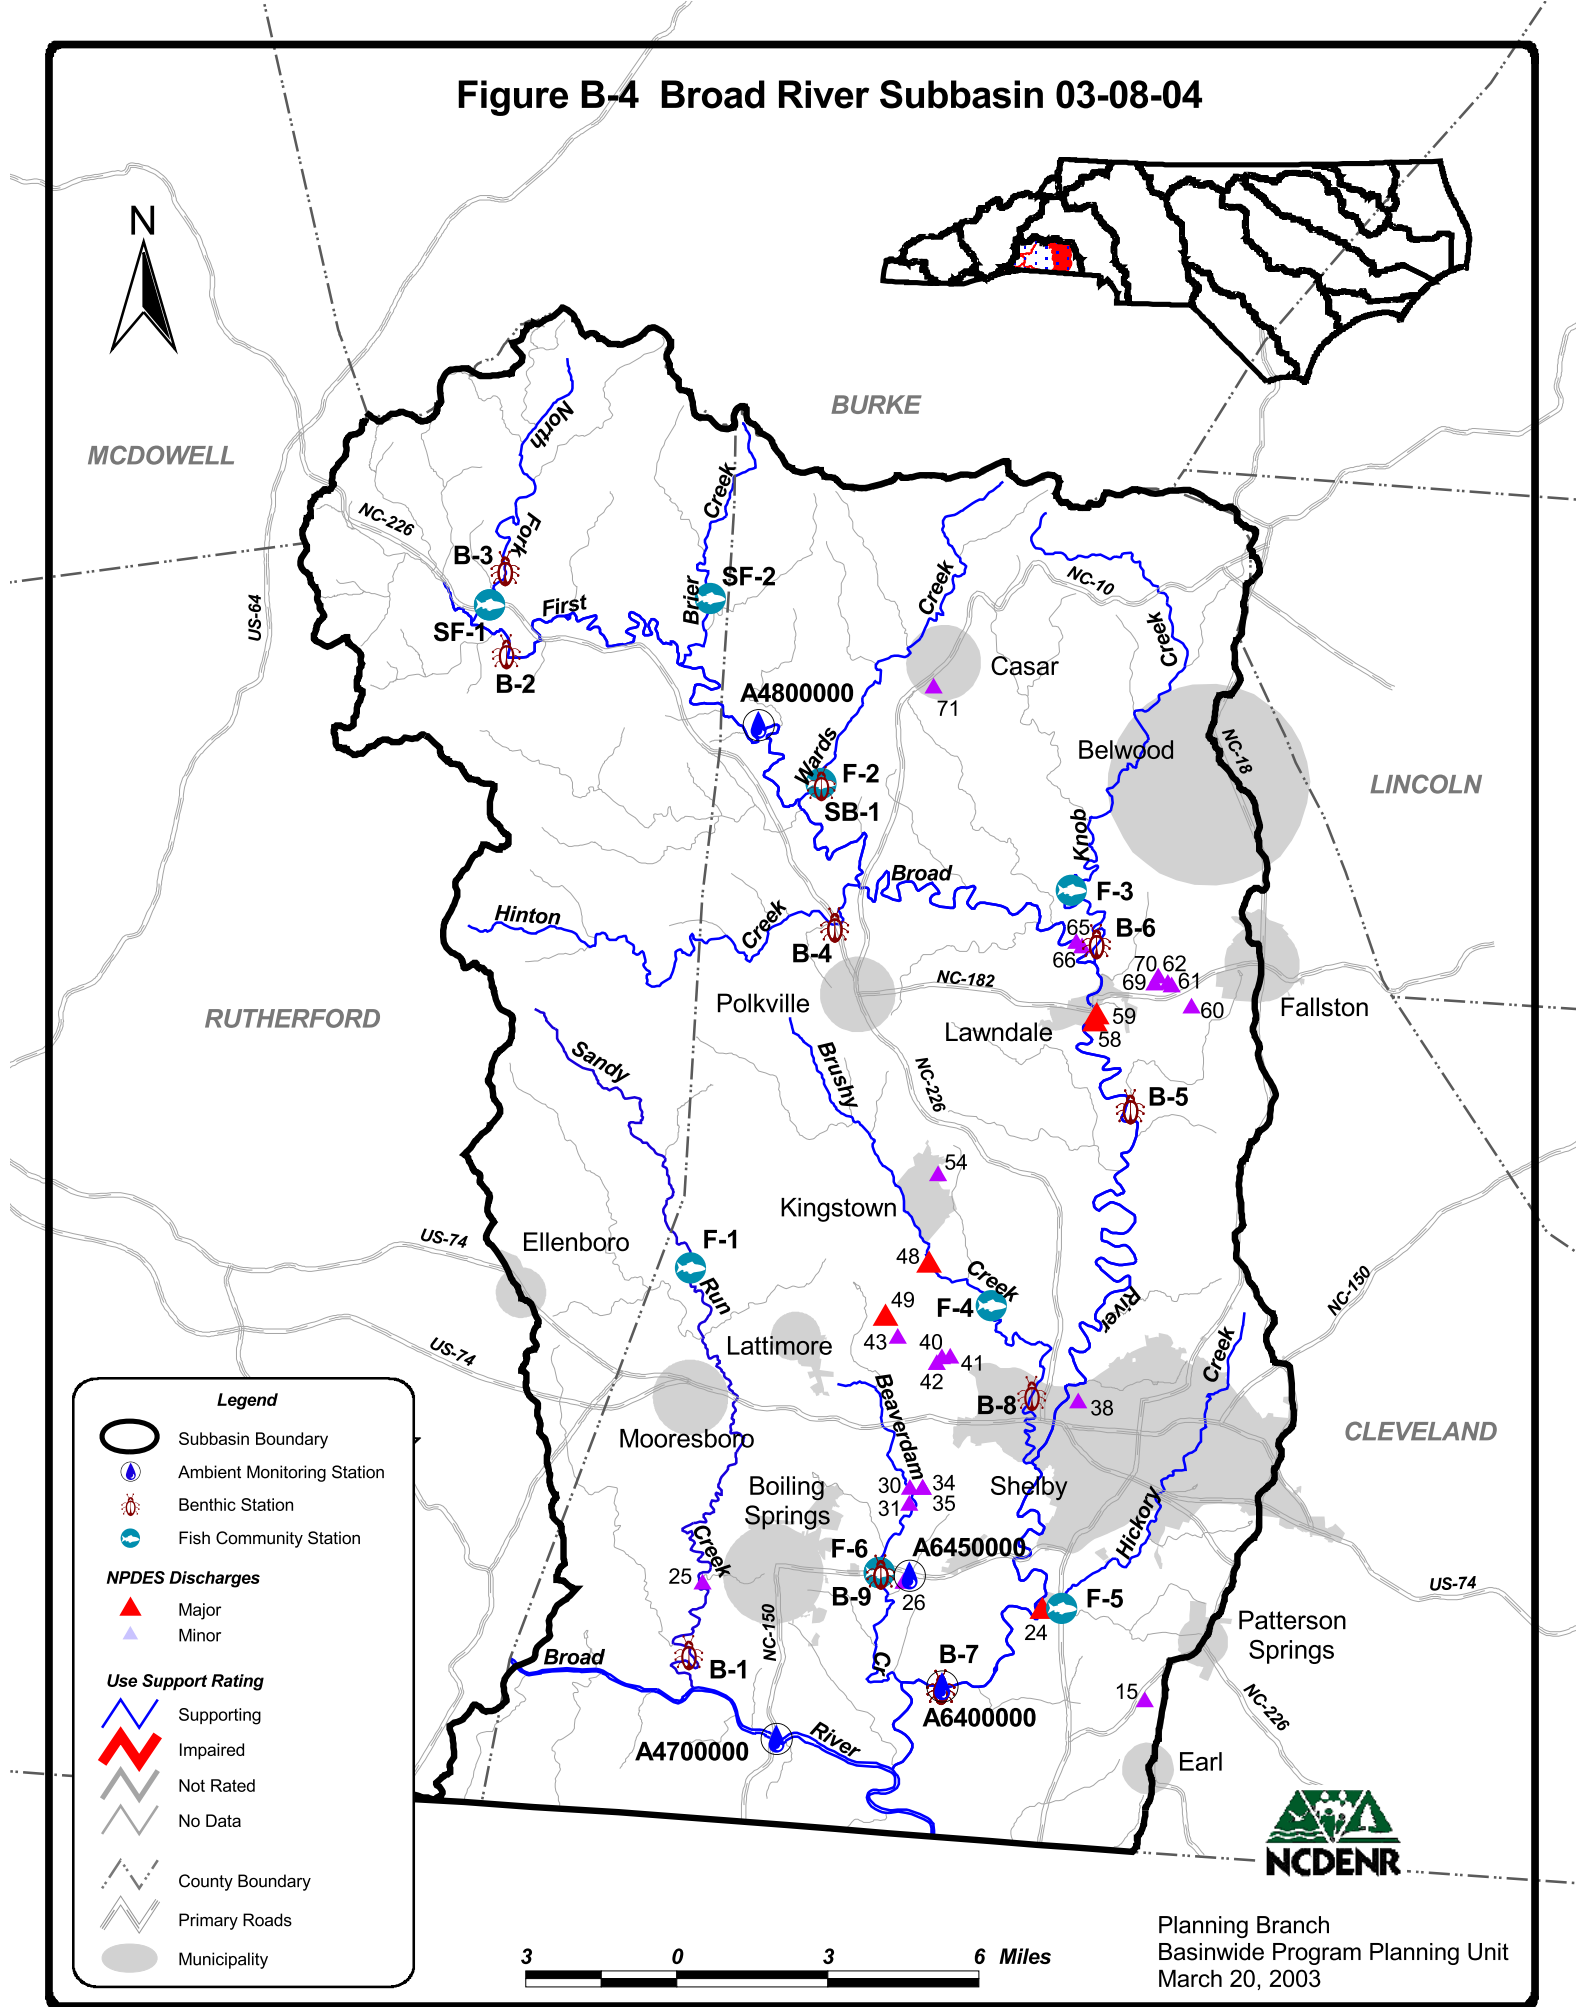 Figure B-4 Broad River Subbasin 03-08-04
N
BURKE
MCDOWELL
North
Fork
NC-226
US-64
B-3
SF-1
First
B-2
Creek
Brier
SF-2
A4800000
Creek
Wards
F-2
SB-1
Casar
71
NC-10
Creek
Belwood
NC-18
LINCOLN
Knob
Broad
F-3
B-6
65
66
Hinton
Creek
B-4
Polkville
NC-182
70 62
69 61
60
Fallston
59
58
Lawndale
RUTHERFORD
Sandy
Brushy
NC-226
B-5
54
Kingstown
US-74
Ellenboro
F-1
Run
48
Creek
F-4
49
43
40
41
42
River
NC-150
Creek
Lattimore
US-74
Beaverdam
B-8
38
CLEVELAND
Mooresboro
Boiling
Springs
30
34
31
35
Shelby
Hickory
Creek
25
F-6
A6450000
B-9
26
NC-150
F-5
24
US-74
Patterson
Springs
Broad
B-1
Cr.
B-7
A6400000
15
NC-226
A4700000
River
Earl
Legend
Subbasin Boundary
Ambient Monitoring Station
Benthic Station
Fish Community Station
NPDES Discharges
Major
Minor
Use Support Rating
Supporting
Impaired
Not Rated
No Data
County Boundary
Primary Roads
Municipality
3 0 3 6 Miles
NCDENR
Planning Branch
Basinwide Program Planning Unit
March 20, 2003